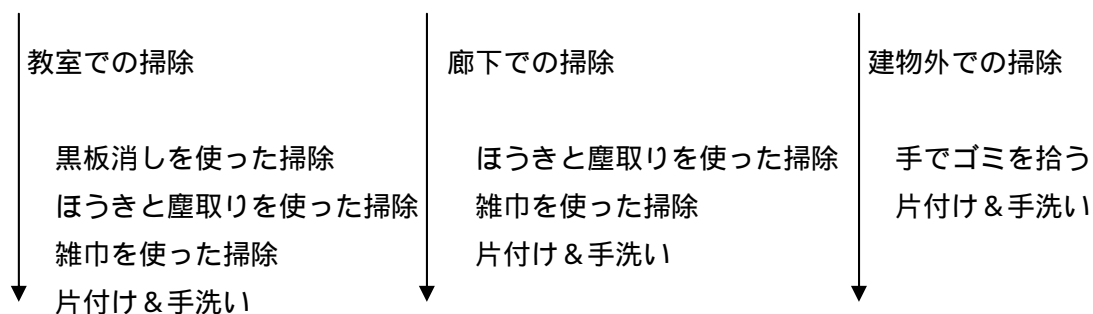 教室での掃除
黒板消しを使った掃除
ほうきと塵取りを使った掃除
雑巾を使った掃除
片付け＆手洗い
廊下での掃除
ほうきと塵取りを使った掃除
雑巾を使った掃除
片付け＆手洗い
建物外での掃除
手でゴミを拾う
片付け＆手洗い